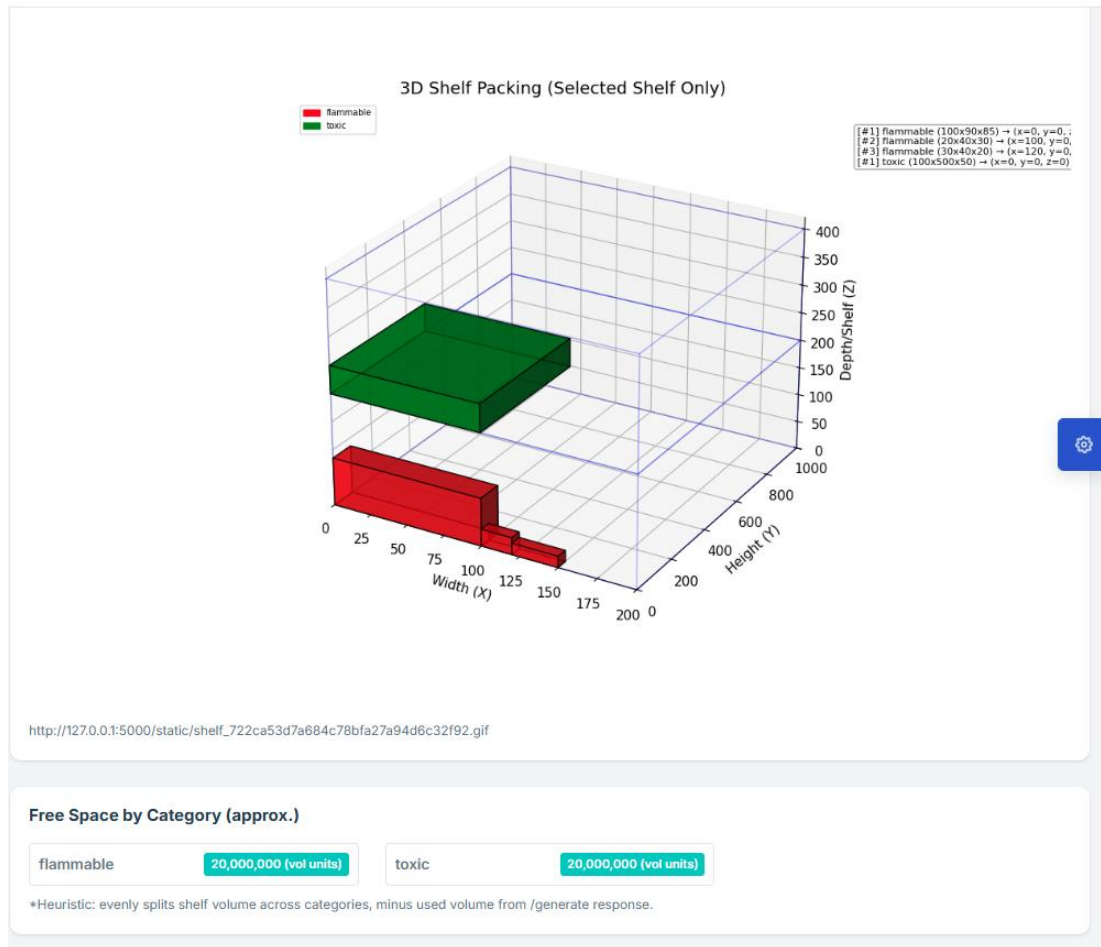 3D Shelf Packing (Selected Shelf Only)
flammable
toxic
[#1] flammable (100x90x85) → (x=0, y=0, z
[#2] flammable (20x40x30) → (x=100, y=0,
[#3] flammable (30x40x20) → (x=120, y=0,
[#1] toxic (100x500x50) → (x=0, y=0, z=0)
400
350
300
250
200
150
100
50
0
Depth/Shelf (Z)
1000
800
600
400
200
0
Height (Y)
0
25
50
75
100
125
150
175
200
Width (X)
http://127.0.0.1:5000/static/shelf_722ca53d7a684c78bfa27a94d6c32f92.gif
Free Space by Category (approx.)
flammable 20,000,000 (vol units)
toxic 20,000,000 (vol units)
*Heuristic: evenly splits shelf volume across categories, minus used volume from /generate response.